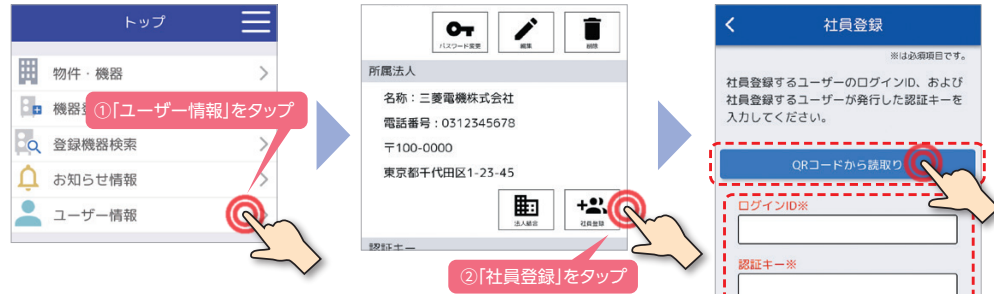 トップ
物件・機器
機器
①「ユーザー情報」をタップ
登録機器検索
お知らせ情報
ユーザー情報
パスワード変更
編集
削除
所属法人
名称：三菱電機株式会社
電話番号：0312345678
〒100-0000
東京都千代田区1-23-45
法人統合
社員登録
認証キー
②「社員登録」をタップ
社員登録
※は必須項目です。
社員登録するユーザーのログインID、および
社員登録するユーザーが発行した認証キーを
入力してください。
QRコードから読取り
ログインID※
認証キー※